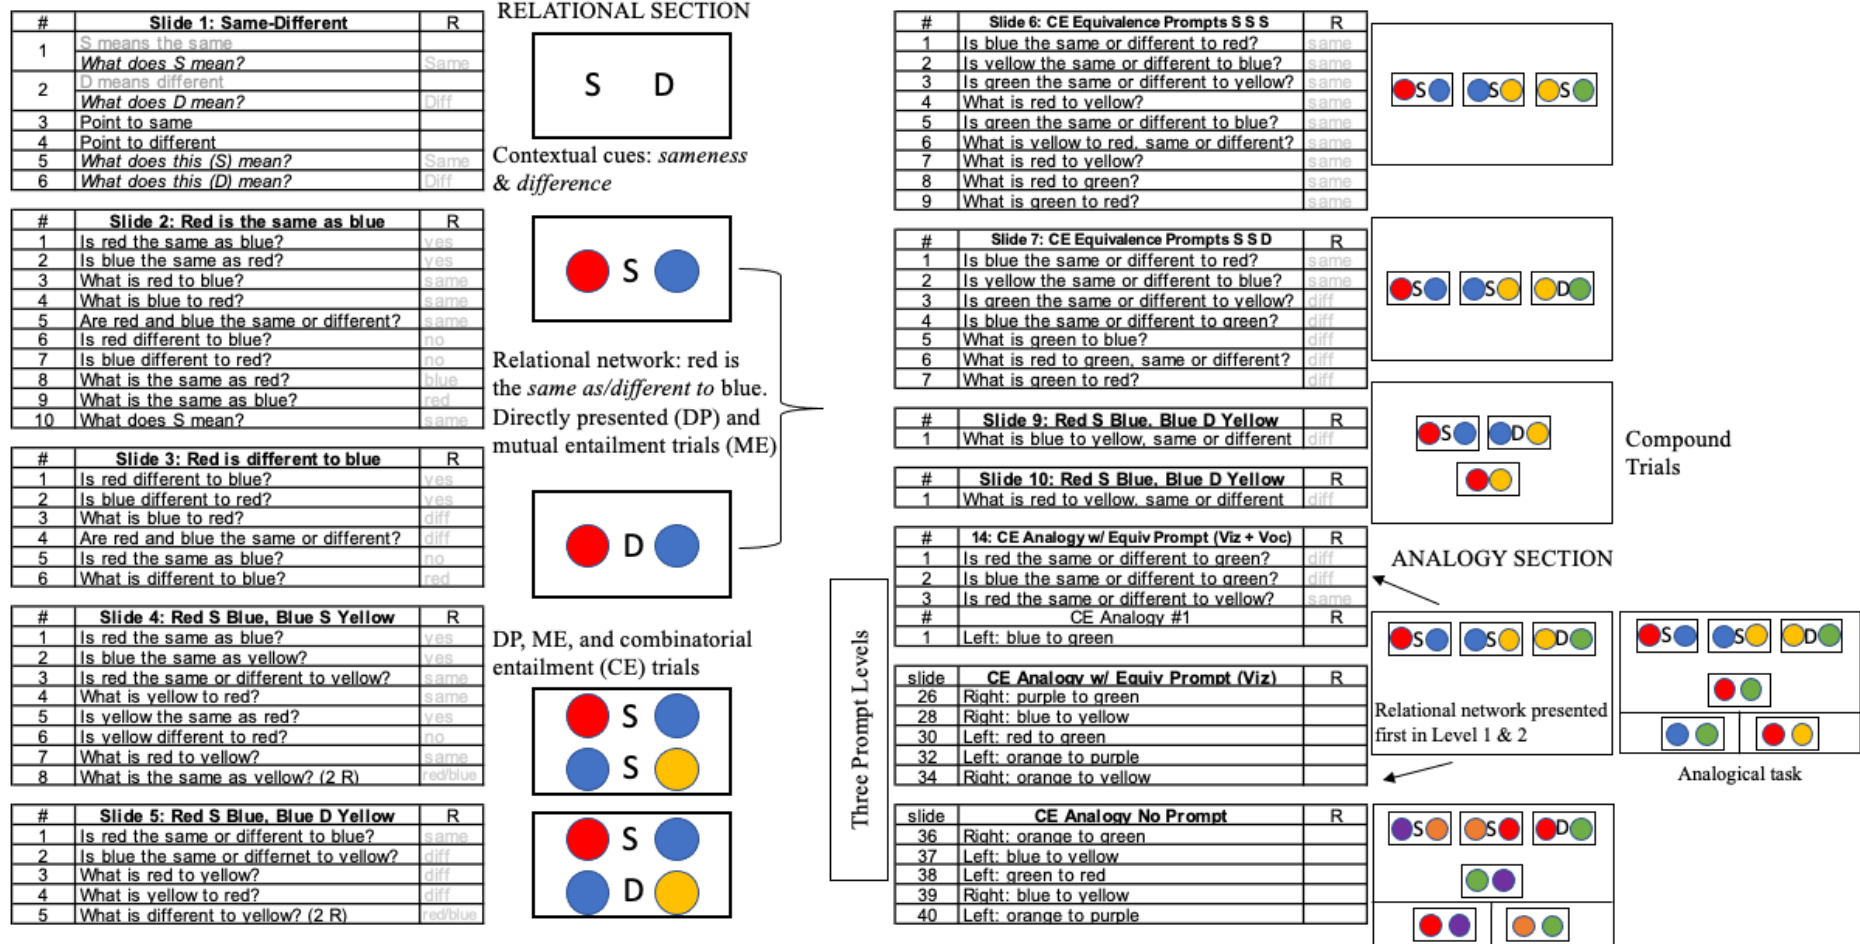 RELATIONAL SECTION
# Slide 1: Same-Different R
1 S means the same
What does S mean? Same
2 D means different
What does D mean? Diff
3 Point to same
4 Point to different
5 What does this (S) mean? Same
6 What does this (D) mean? Diff
S D
Contextual cues: sameness
& difference
# Slide 2: Red is the same as blue R
1 Is red the same as blue? yes
2 Is blue the same as red? yes
3 What is red to blue? same
4 What is blue to red? same
5 Are red and blue the same or different? same
6 Is red different to blue? no
7 Is blue different to red? no
8 What is the same as red? blue
9 What is the same as blue? red
10 What does S mean? same
S
Relational network: red is
the same as/different to blue.
Directly presented (DP) and
mutual entailment trials (ME)
# Slide 3: Red is different to blue R
1 Is red different to blue? yes
2 Is blue different to red? yes
3 What is blue to red? diff
4 Are red and blue the same or different? diff
5 Is red the same as blue? no
6 What is different to blue? red
D
# Slide 4: Red S Blue, Blue S Yellow R
1 Is red the same as blue? yes
2 Is blue the same as yellow? yes
3 Is red the same or different to yellow? same
4 What is yellow to red? same
5 Is yellow the same as red? yes
6 Is yellow different to red? no
7 What is red to yellow? same
8 What is the same as yellow? (2 R) red/blue
DP, ME, and combinatorial
entailment (CE) trials
S
S
# Slide 5: Red S Blue, Blue D Yellow R
1 Is red the same or different to blue? same
2 Is blue the same or differnet to yellow? diff
3 What is red to yellow? diff
4 What is yellow to red? diff
5 What is different to yellow? (2 R) red/blue
S
D
# Slide 6: CE Equivalence Prompts S S S R
1 Is blue the same or different to red? same
2 Is yellow the same or different to blue? same
3 Is green the same or different to yellow? same
4 What is red to yellow? same
5 Is green the same or different to blue? same
6 What is yellow to red, same or different? same
7 What is red to yellow? same
8 What is red to green? same
9 What is green to red? same
S S S
# Slide 7: CE Equivalence Prompts S S D R
1 Is blue the same or different to red? same
2 Is yellow the same or different to blue? same
3 Is green the same or different to yellow? diff
4 Is blue the same or different to green? diff
5 What is green to blue? diff
6 What is red to green, same or different? diff
7 What is green to red? diff
S S D
# Slide 9: Red S Blue, Blue D Yellow R
1 What is blue to yellow, same or different diff
# Slide 10: Red S Blue, Blue D Yellow R
1 What is red to yellow, same or different diff
S D
Compound
Trials
ANALOGY SECTION
Three Prompt Levels
# 14: CE Analogy w/ Equiv Prompt (Viz + Voc) R
1 Is red the same or different to green? diff
2 Is blue the same or different to green? diff
3 Is red the same or different to yellow? same
# CE Analogy #1 R
1 Left: blue to green
slide CE Analogy w/ Equiv Prompt (Viz) R
26 Right: purple to green
28 Right: blue to yellow
30 Left: red to green
32 Left: orange to purple
34 Right: orange to yellow
S S D
Relational network presented
first in Level 1 & 2
S S D
Analogical task
slide CE Analogy No Prompt R
36 Right: orange to green
37 Left: blue to yellow
38 Left: green to red
39 Right: blue to yellow
40 Left: orange to purple
S S D